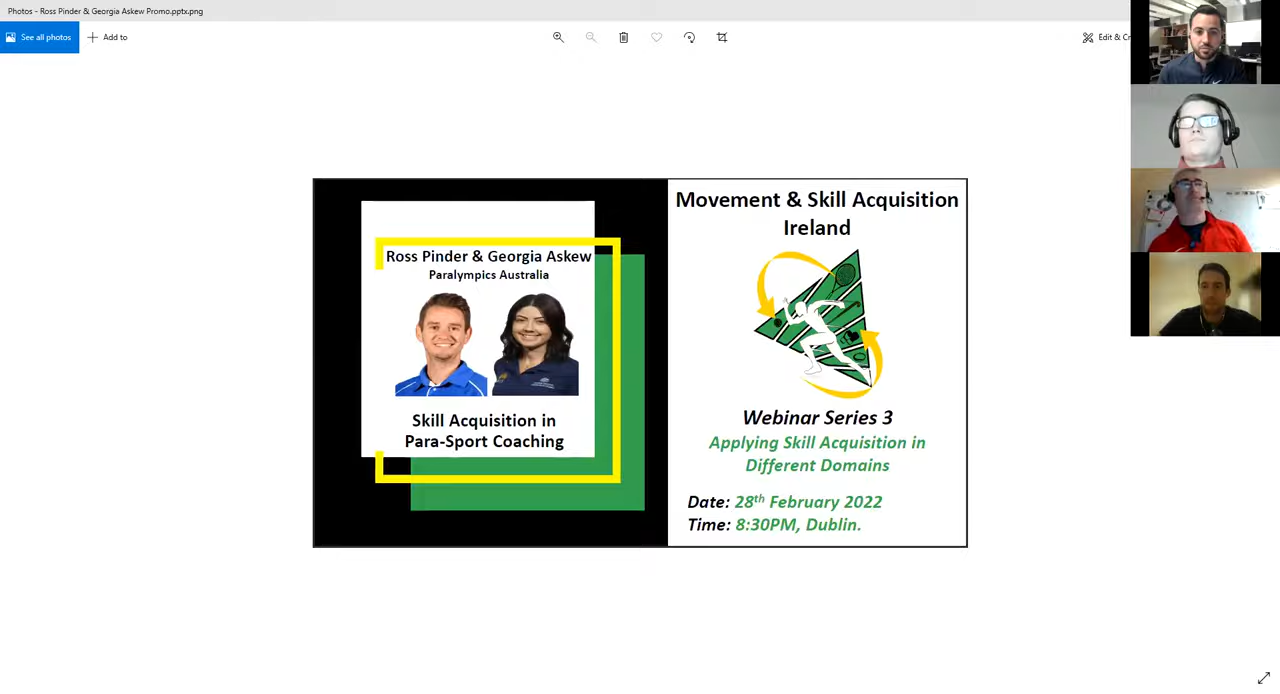 Photos - Ross Pinder & Georgia Askew Promo.pptx.png
See all photos
Add to
Edit & Cr
Ross Pinder & Georgia Askew
Paralympics Australia
Skill Acquisition in
Para-Sport Coaching
Movement & Skill Acquisition
Ireland
Webinar Series 3
Applying Skill Acquisition in
Different Domains
Date: 28th February 2022
Time: 8:30PM, Dublin.